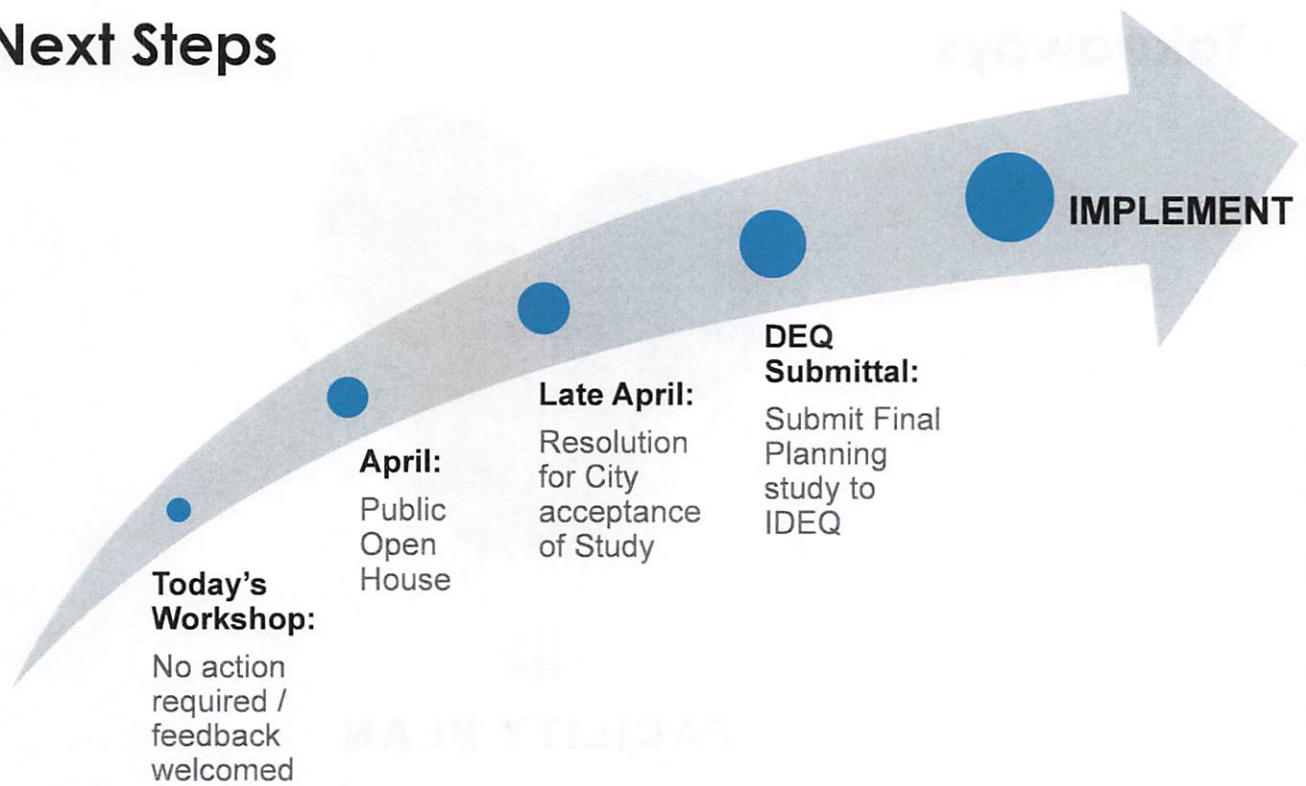 Next Steps
IMPLEMENT
DEQ
Submittal:
Submit Final
Planning
study to
IDEQ
Late April:
Resolution
for City
acceptance
of Study
April:
Public
Open
House
Today's
Workshop:
No action
required /
feedback
welcomed